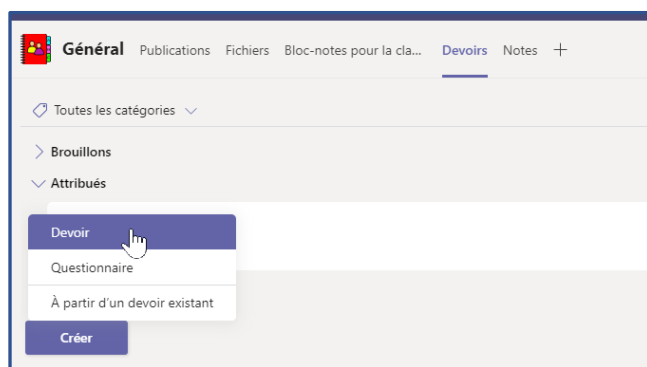 Général Publications Fichiers Bloc-notes pour la cla... Devoirs Notes
Toutes les catégories
Brouillons
Attribués
Devoir
Questionnaire
À partir d'un devoir existant
Créer